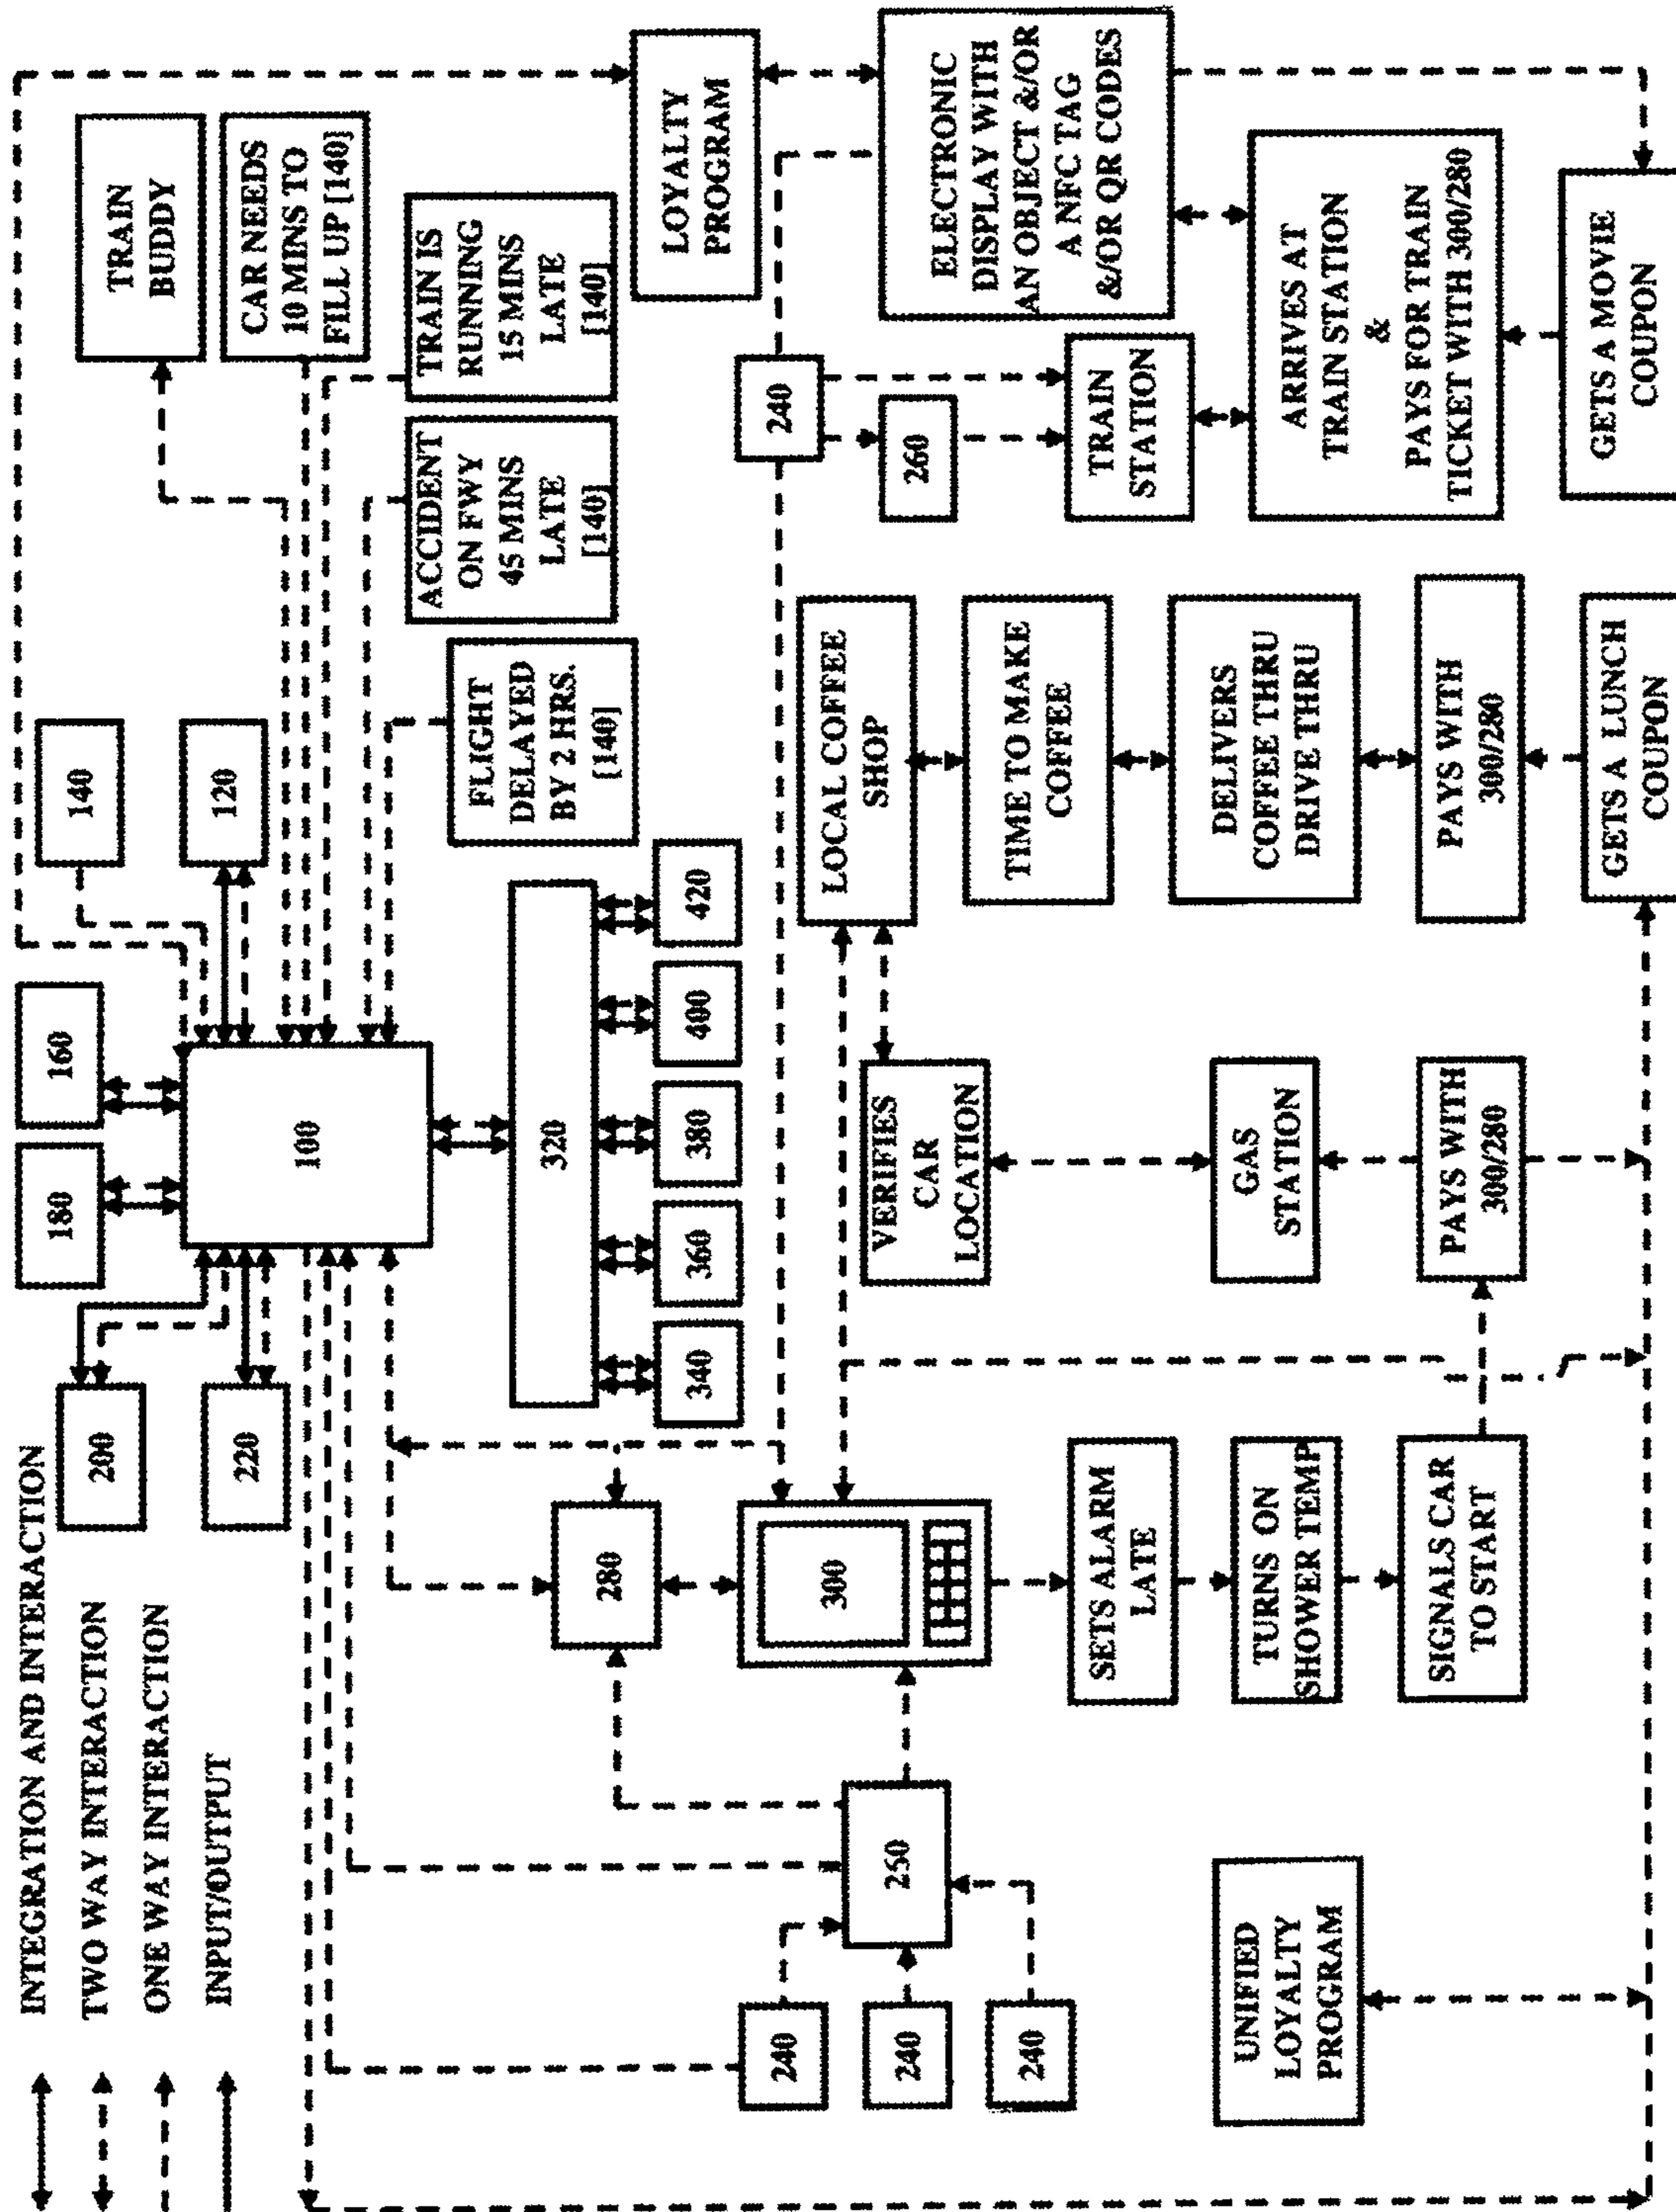 INTEGRATION AND INTERACTION
TWO WAY INTERACTION
ONE WAY INTERACTION
INPUT/OUTPUT
200
220
180
160
100
140
120
TRAIN
BUDDY
CAR NEEDS
10 MINS TO
FILL UP [140]
TRAIN IS
RUNNING
15 MINS
LATE
[140]
ACCIDENT
ON FWY
45 MINS
LATE
[140]
FLIGHT
DELAYED
BY 2 HRS.
[140]
320
340
360
380
400
420
LOYALTY
PROGRAM
280
300
240
240
240
260
240
260
ELECTRONIC
DISPLAY WITH
AN OBJECT &/OR
A NFC TAG
&/OR QR CODES
TRAIN
STATION
ARRIVES AT
TRAIN STATION
&
PAYS FOR TRAIN
TICKET WITH 300/280
GETS A MOVIE
COUPON
LOCAL COFFEE
SHOP
TIME TO MAKE
COFFEE
DELIVERS
COFFEE THRU
DRIVE THRU
PAYS WITH
300/280
GETS A LUNCH
COUPON
VERIFIES
CAR
LOCATION
GAS
STATION
PAYS WITH
300/280
SETS ALARM
LATE
TURNS ON
SHOWER TEMP
SIGNALS CAR
TO START
UNIFIED
LOYALTY
PROGRAM